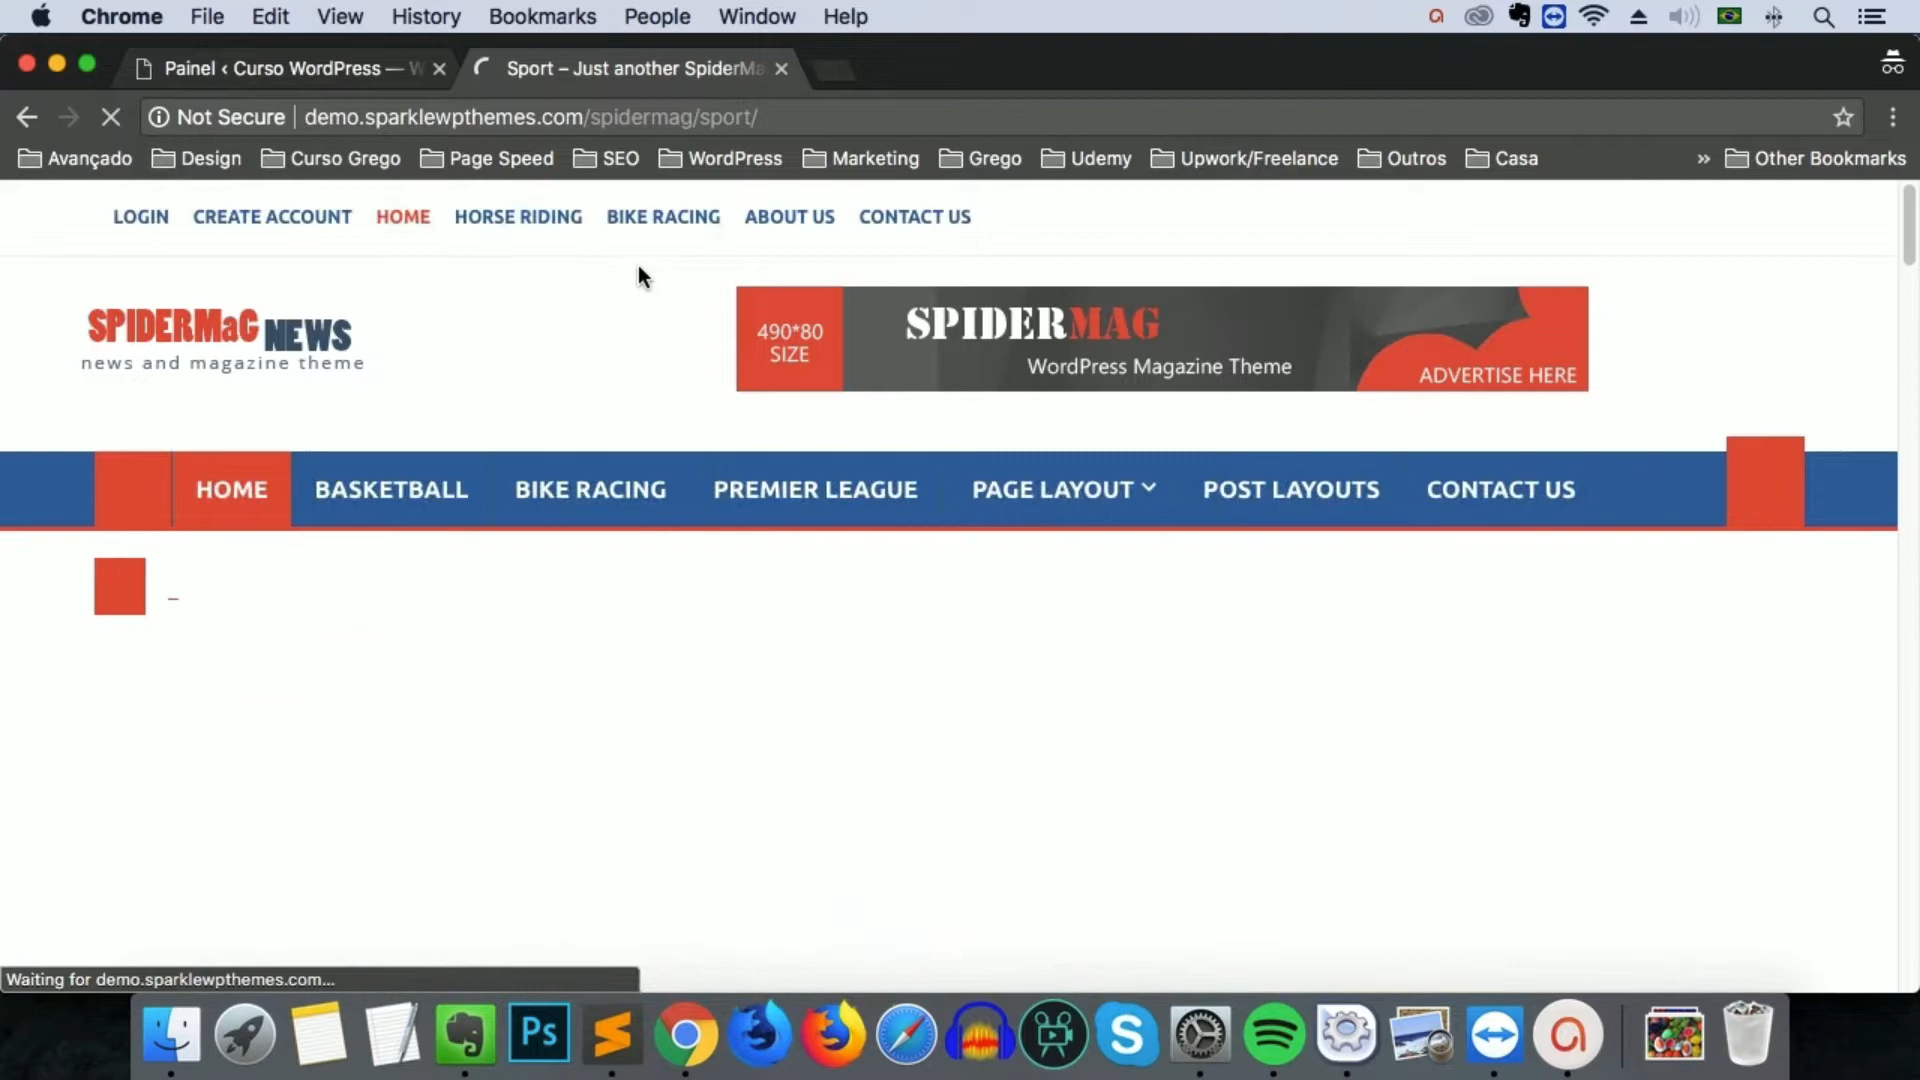 Chrome File Edit View History Bookmarks People Window Help
Painel ‹ Curso WordPress — W
Sport – Just another SpiderMa
Not Secure | demo.sparklewpthemes.com/spidermag/sport/
Avançado Design Curso Grego Page Speed SEO WordPress Marketing Grego Udemy Upwork/Freelance Outros Casa » Other Bookmarks
LOGIN CREATE ACCOUNT HOME HORSE RIDING BIKE RACING ABOUT US CONTACT US
SPIDERMaG NEWS
news and magazine theme
490*80
SIZE
SPIDERMAG
WordPress Magazine Theme
ADVERTISE HERE
HOME BASKETBALL BIKE RACING PREMIER LEAGUE PAGE LAYOUT POST LAYOUTS CONTACT US
Waiting for demo.sparklewpthemes.com...
Ps